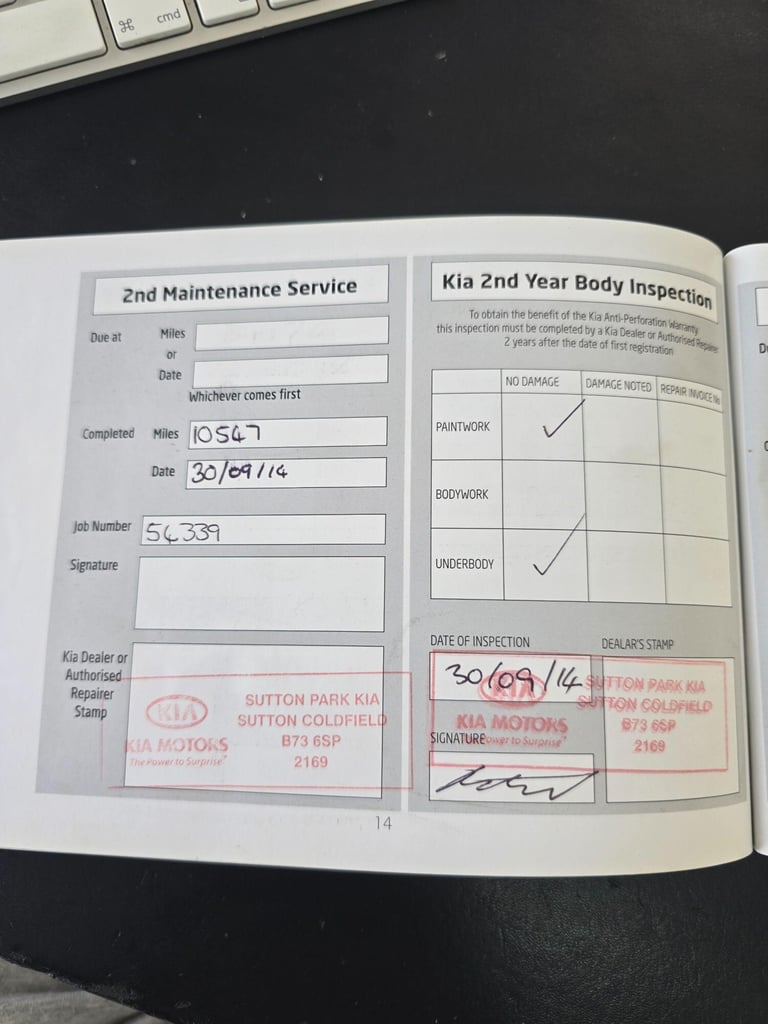 ⌘ cmd
2nd Maintenance Service
Due at Miles
or
Date
Whichever comes first
Completed Miles 10547
Date 30/09/14
Job Number 54339
Signature
Kia Dealer or
Authorised
Repairer
Stamp
KIA
KIA MOTORS
The Power to Surprise™
SUTTON PARK KIA
SUTTON COLDFIELD
B73 6SP
2169
Kia 2nd Year Body Inspection
To obtain the benefit of the Kia Anti-Perforation Warranty
this inspection must be completed by a Kia Dealer or Authorised Repairer
2 years after the date of first registration
NO DAMAGE DAMAGE NOTED REPAIR INVOICE No
PAINTWORK
BODYWORK
UNDERBODY
DATE OF INSPECTION DEALAR'S STAMP
30/09/14
KIA
KIA MOTORS
Power to Surprise™
SUTTON PARK KIA
SUTTON COLDFIELD
B73 6SP
2169
SIGNATURE
14